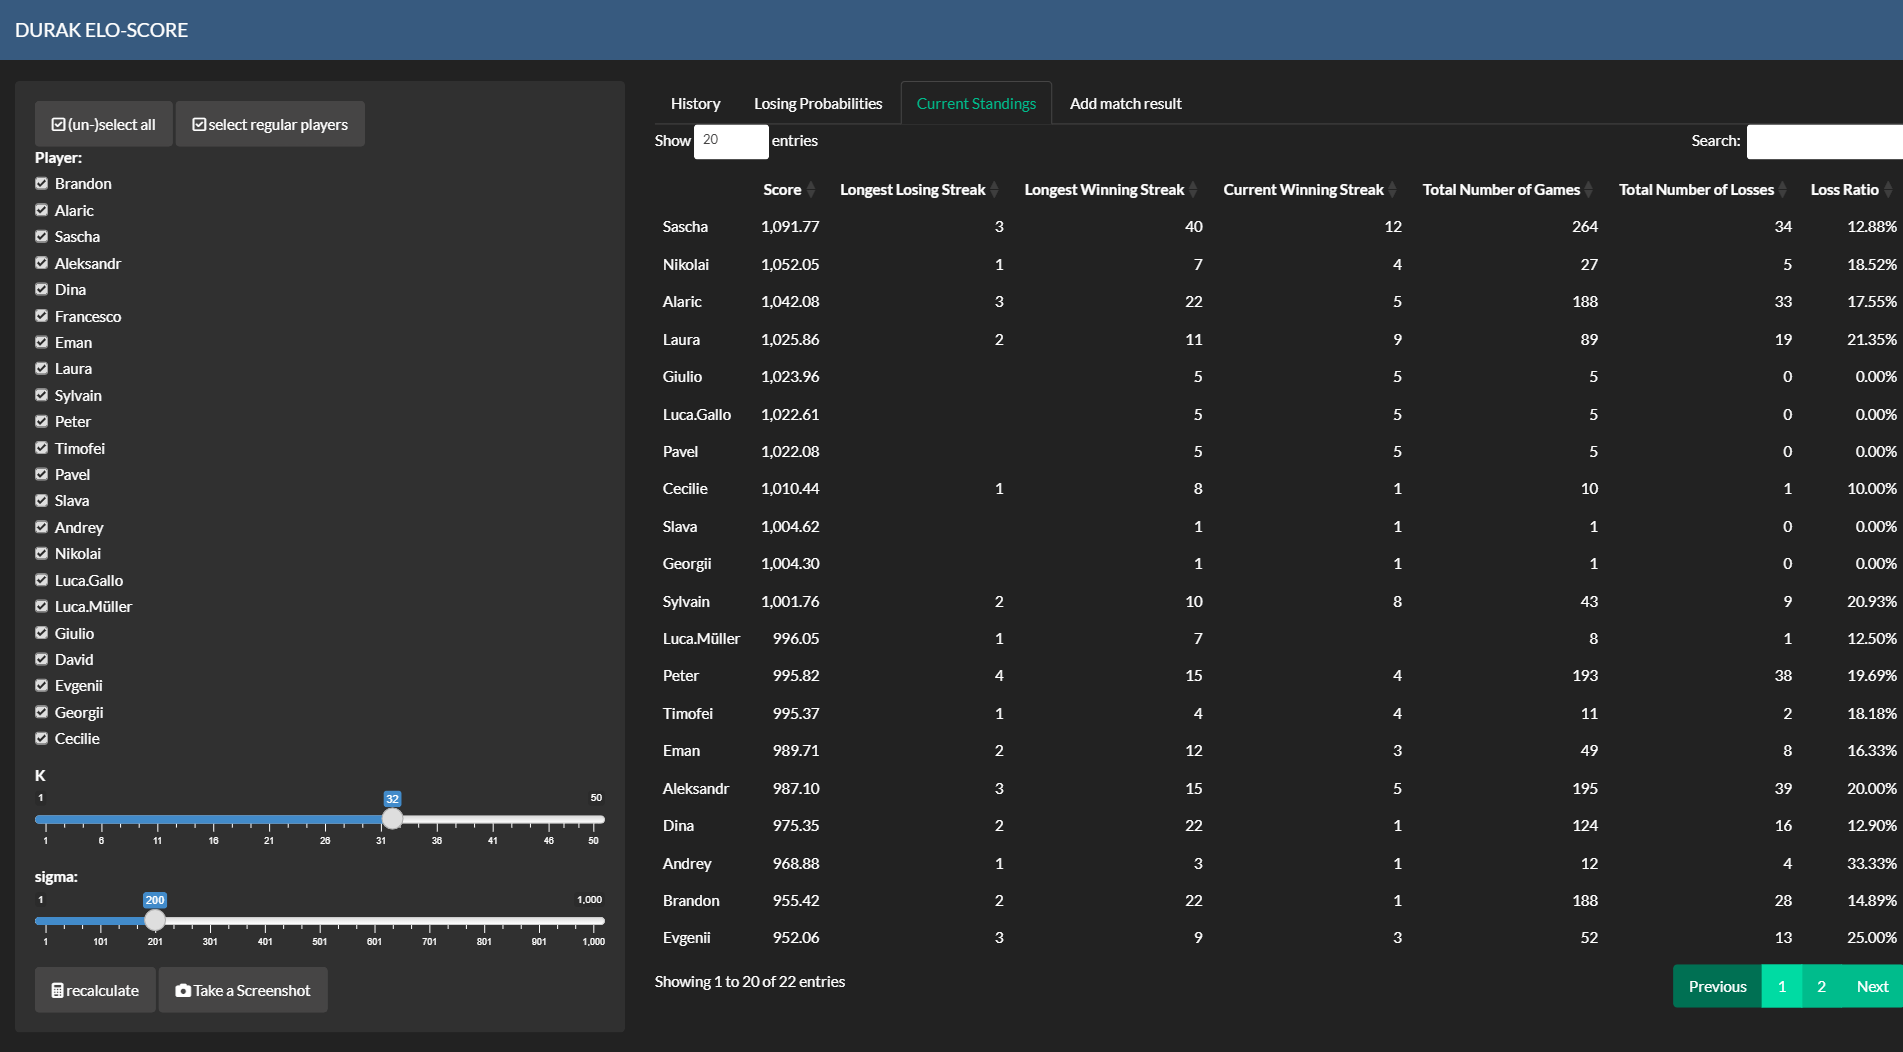 DURAK ELO-SCORE
(un-)select all select regular players
Player:
Brandon
Alaric
Sascha
Aleksandr
Dina
Francesco
Eman
Laura
Sylvain
Peter
Timofei
Pavel
Slava
Andrey
Nikolai
Luca.Gallo
Luca.Müller
Giulio
David
Evgenii
Georgii
Cecilie
K
1 32 50
1 6 11 16 21 26 31 36 41 46 50
sigma:
1 200 1,000
1 101 201 301 401 501 601 701 801 901 1,000
recalculate Take a Screenshot
History Losing Probabilities Current Standings Add match result
Show 20 entries Search:
Score Longest Losing Streak Longest Winning Streak Current Winning Streak Total Number of Games Total Number of Losses Loss Ratio
Sascha 1,091.77 3 40 12 264 34 12.88%
Nikolai 1,052.05 1 7 4 27 5 18.52%
Alaric 1,042.08 3 22 5 188 33 17.55%
Laura 1,025.86 2 11 9 89 19 21.35%
Giulio 1,023.96 5 5 5 0 0.00%
Luca.Gallo 1,022.61 5 5 5 0 0.00%
Pavel 1,022.08 5 5 5 0 0.00%
Cecilie 1,010.44 1 8 1 10 1 10.00%
Slava 1,004.62 1 1 1 0 0.00%
Georgii 1,004.30 1 1 1 0 0.00%
Sylvain 1,001.76 2 10 8 43 9 20.93%
Luca.Müller 996.05 1 7 8 1 12.50%
Peter 995.82 4 15 4 193 38 19.69%
Timofei 995.37 1 4 4 11 2 18.18%
Eman 989.71 2 12 3 49 8 16.33%
Aleksandr 987.10 3 15 5 195 39 20.00%
Dina 975.35 2 22 1 124 16 12.90%
Andrey 968.88 1 3 1 12 4 33.33%
Brandon 955.42 2 22 1 188 28 14.89%
Evgenii 952.06 3 9 3 52 13 25.00%
Showing 1 to 20 of 22 entries
Previous 1 2 Next